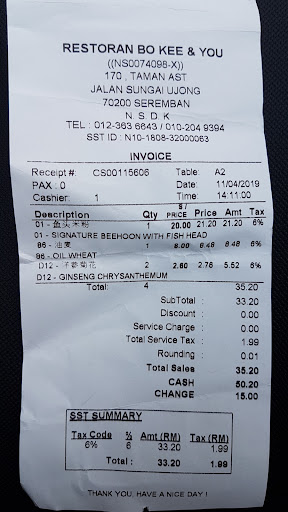 RESTORAN BO KEE & YOU
((NS0074098-X))
170 , TAMAN AST
JALAN SUNGAI UJONG
70200 SEREMBAN
N. S. D. K
TEL : 012-363 6643 / 010-204 9394
SST ID : N10-1808-32000063
INVOICE
Receipt #: CS00115606 Table: A2
PAX : 0 Date: 11/04/2019
Cashier: 1 Time: 14:11:00
Description Qty S/PRICE Price Amt Tax
01 - 鱼头米粉 1 20.00 21.20 21.20 6%
01 - SIGNATURE BEEHOON WITH FISH HEAD
96 - 油麦 1 8.00 8.48 8.48 6%
96 - OIL WHEAT
D12 - 洋参菊花 2 2.60 2.76 5.52 6%
D12 - GINSENG CHRYSANTHEMUM
Total: 4 35.20
SubTotal : 33.20
Discount : 0.00
Service Charge : 0.00
Total Service Tax : 1.99
Rounding : 0.01
Total Sales 35.20
CASH 50.20
CHANGE 15.00
SST SUMMARY
Tax Code % Amt (RM) Tax (RM)
6% 6 33.20 1.99
Total : 33.20 1.99
THANK YOU, HAVE A NICE DAY !